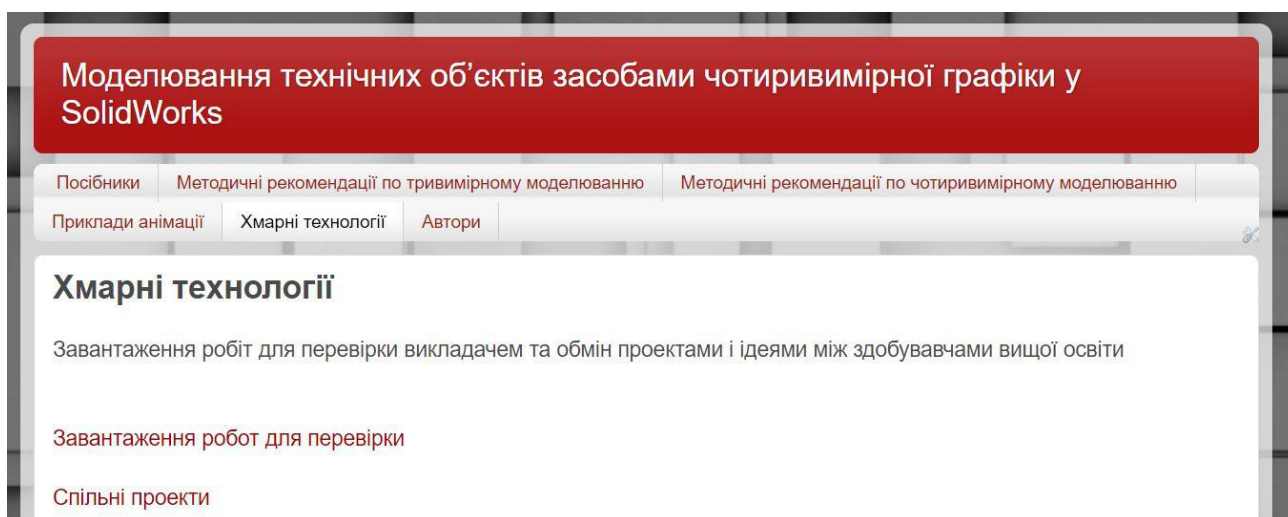 Моделювання технічних об’єктів засобами чотиривимірної графіки у
SolidWorks
Посібники Методичні рекомендації по тривимірному моделюванню Методичні рекомендації по чотиривимірному моделюванню
Приклади анімації Хмарні технології Автори
Хмарні технології
Завантаження робіт для перевірки викладачем та обмін проектами і ідеями між здобувавчами вищої освіти
Завантаження робот для перевірки
Спільні проекти